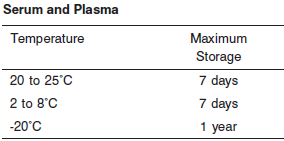 Serum and Plasma
Temperature Maximum
Storage
20 to 25˚C 7 days
2 to 8˚C 7 days
-20˚C 1 year